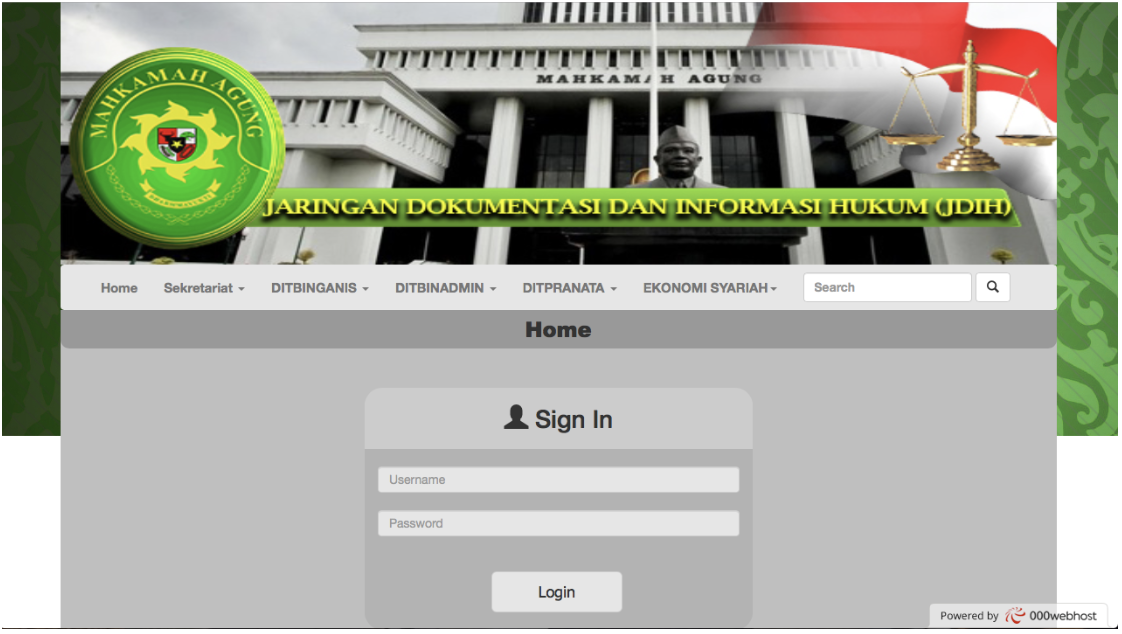 MAHKAMAH AGUNG
MAHKAMAH AGUNG
JARINGAN DOKUMENTASI DAN INFORMASI HUKUM (JDIH)
Home Sekretariat DITBINGANIS DITBINADMIN DITPRANATA EKONOMI SYARIAH Search
Home
Sign In
Username
Password
Login
Powered by 000webhost